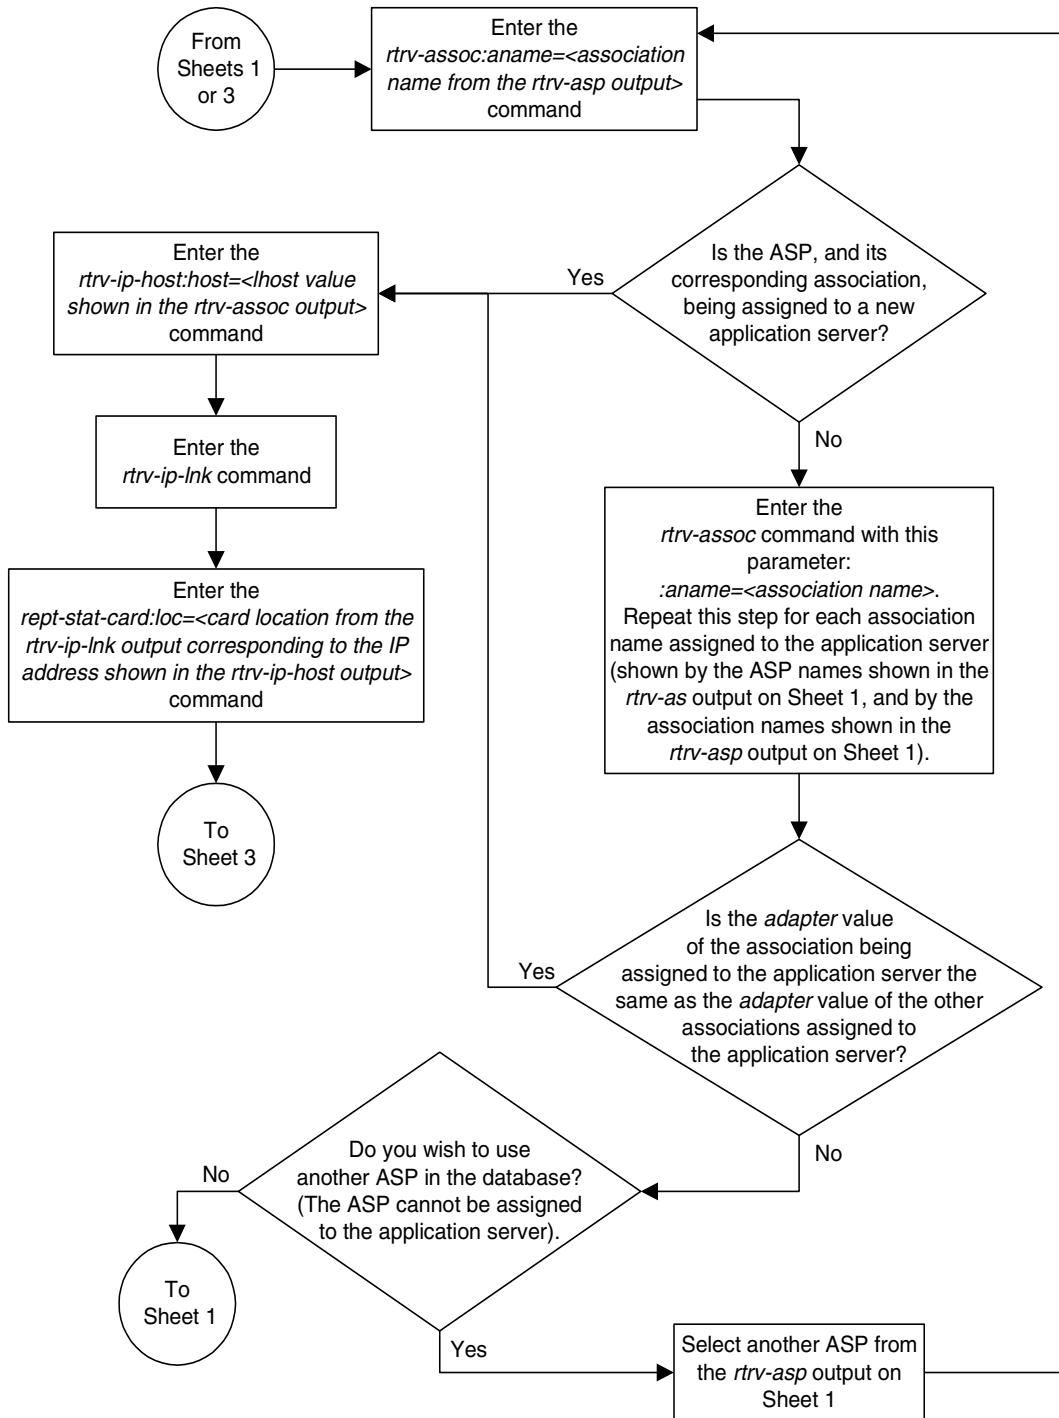 From
Sheets 1
or 3
Enter the
rtrv-assoc:aname=<association
name from the rtrv-asp output>
command
Is the ASP, and its
corresponding association,
being assigned to a new
application server?
Yes
No
Enter the
rtrv-ip-host:host=<lhost value
shown in the rtrv-assoc output>
command
Enter the
rtrv-ip-lnk command
Enter the
rept-stat-card:loc=<card location from the
rtrv-ip-lnk output corresponding to the IP
address shown in the rtrv-ip-host output>
command
To
Sheet 3
Enter the
rtrv-assoc command with this
parameter:
:aname=<association name>.
Repeat this step for each association
name assigned to the application server
(shown by the ASP names shown in the
rtrv-as output on Sheet 1, and by the
association names shown in the
rtrv-asp output on Sheet 1).
Is the adapter value
of the association being
assigned to the application server the
same as the adapter value of the other
associations assigned to
the application server?
Yes
No
Do you wish to use
another ASP in the database?
(The ASP cannot be assigned
to the application server).
No
To
Sheet 1
Yes
Select another ASP from
the rtrv-asp output on
Sheet 1